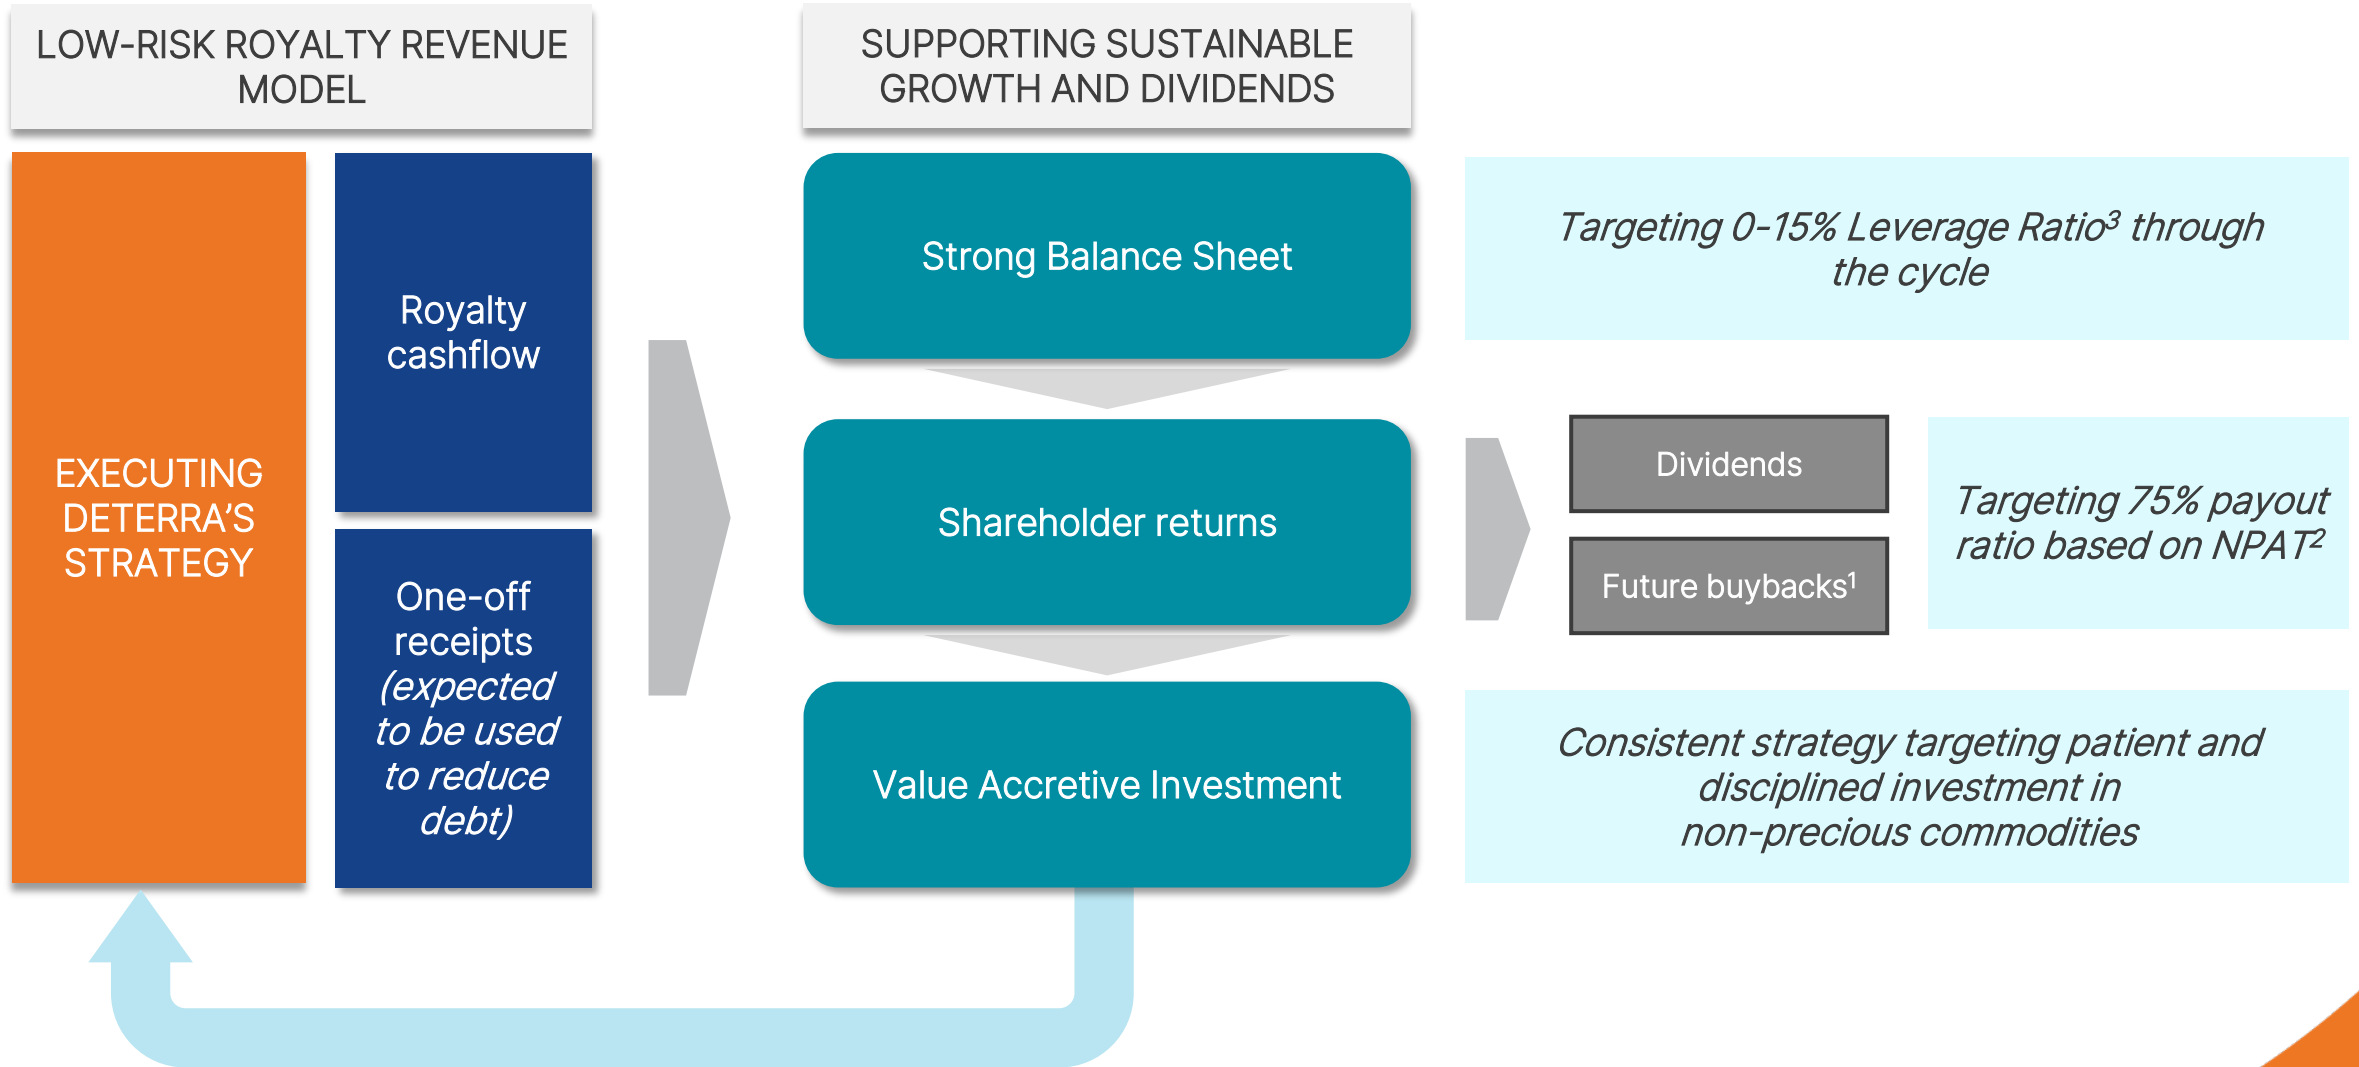 LOW-RISK ROYALTY REVENUE
MODEL
SUPPORTING SUSTAINABLE
GROWTH AND DIVIDENDS
EXECUTING
DETERRA’S
STRATEGY
Royalty
cashflow
One-off
receipts
(expected
to be used
to reduce
debt)
Strong Balance Sheet
Targeting 0-15% Leverage Ratio³ through
the cycle
Shareholder returns
Dividends
Future buybacks¹
Targeting 75% payout
ratio based on NPAT²
Value Accretive Investment
Consistent strategy targeting patient and
disciplined investment in
non-precious commodities